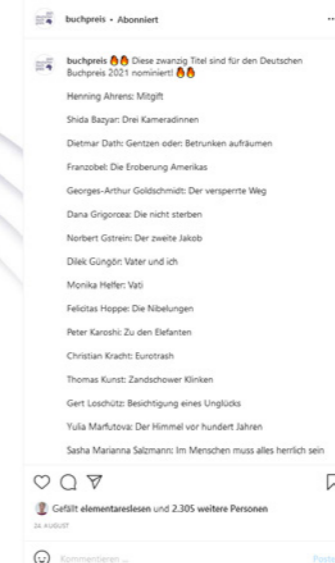 buchpreis • Abonniert
buchpreis 🔥🔥 Diese zwanzig Titel sind für den Deutschen
Buchpreis 2021 nominiert! 🔥🔥
Henning Ahrens: Mitgift
Shida Bazyar: Drei Kameradinnen
Dietmar Dath: Gentzen oder: Betrunken aufräumen
Franzobel: Die Eroberung Amerikas
Georges-Arthur Goldschmidt: Der versperrte Weg
Dana Grigorcea: Die nicht sterben
Norbert Gstrein: Der zweite Jakob
Dilek Güngör: Vater und ich
Monika Helfer: Vati
Felicitas Hoppe: Die Nibelungen
Peter Karoshi: Zu den Elefanten
Christian Kracht: Eurotrash
Thomas Kunst: Zandschower Klinken
Gert Loschütz: Besichtigung eines Unglücks
Yulia Marfutova: Der Himmel vor hundert Jahren
Sasha Marianna Salzmann: Im Menschen muss alles herrlich sein
Gefällt elementareslesen und 2.305 weitere Personen
24. AUGUST
Kommentieren ...
Poste